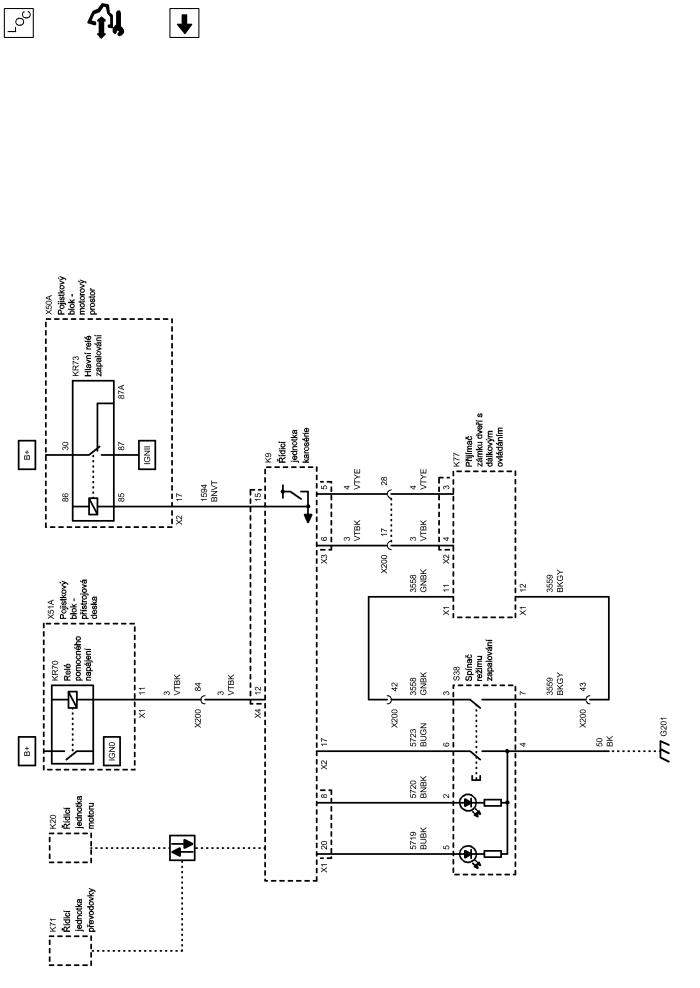 LOC
K71
Řídicí
jednotka
převodovky
K20
Řídicí
jednotka
motoru
B+
X51A
Pojistkový
blok -
přístrojová
deska
KR70
Relé
pomocného
napájení
IGN0
X1
11
3
VTBK
X200
84
3
VTBK
X4
12
B+
X50A
Pojistkový
blok -
motorový
prostor
KR73
Hlavní relé
zapalování
86
30
85
87
87A
IGNII
X2
17
1594
BNVT
15
K9
Řídicí
jednotka
karosérie
X1
20
8
X2
17
X3
6
5
5719
BUBK
5720
BNBK
5723
BUGN
3
VTBK
4
VTYE
X200
17
28
3
VTBK
4
VTYE
X2
4
3
K77
Přijímač
zámku dveří s
dálkovým
ovládáním
X1
11
3558
GNBK
X1
12
3559
BKGY
X200
42
3558
GNBK
5
2
6
3
S38
Spínač
režimu
zapalování
4
7
3559
BKGY
X200
43
50
BK
G201